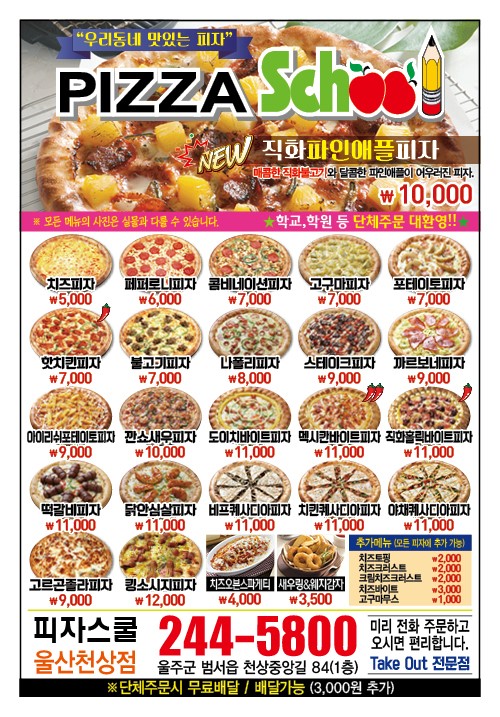 “우리동네 맛있는 피자”
PIZZA School
출시 NEW 직화파인애플피자
매콤한 직화불고기와 달콤한 파인애플이 어우러진 피자.
₩10,000
※ 모든 메뉴의 사진은 실물과 다를 수 있습니다. ★학교,학원 등 단체주문 대환영!!★
치즈피자 페퍼로니피자 콤비네이션피자 고구마피자 포테이토피자
₩5,000 ₩6,000 ₩7,000 ₩7,000 ₩7,000
핫치킨피자 불고기피자 나폴리피자 스테이크피자 까르보네피자
₩7,000 ₩7,000 ₩8,000 ₩9,000 ₩9,000
아이리쉬포테이토피자 깐소새우피자 도이치바이트피자 멕시칸바이트피자 직화홀릭바이트피자
₩9,000 ₩10,000 ₩11,000 ₩11,000 ₩11,000
떡갈비피자 닭안심살피자 비프퀘사디아피자 치킨퀘사디아피자 야채퀘사디아피자
₩11,000 ₩11,000 ₩11,000 ₩11,000 ₩11,000
고르곤졸라피자 킹소시지피자 치즈오븐스파게티 새우링&웨지감자
₩9,000 ₩12,000 ₩4,000 ₩3,500
추가메뉴 (모든 피자에 추가 가능)
치즈토핑 ₩2,000
치즈크러스트 ₩2,000
크림치즈크러스트 ₩2,000
치즈바이트 ₩3,000
고구마무스 ₩1,000
피자스쿨
울산천상점
244-5800
울주군 범서읍 천상중앙길 84(1층)
미리 전화 주문하고
오시면 편리합니다.
Take Out 전문점
※단체주문시 무료배달 / 배달가능 (3,000원 추가)